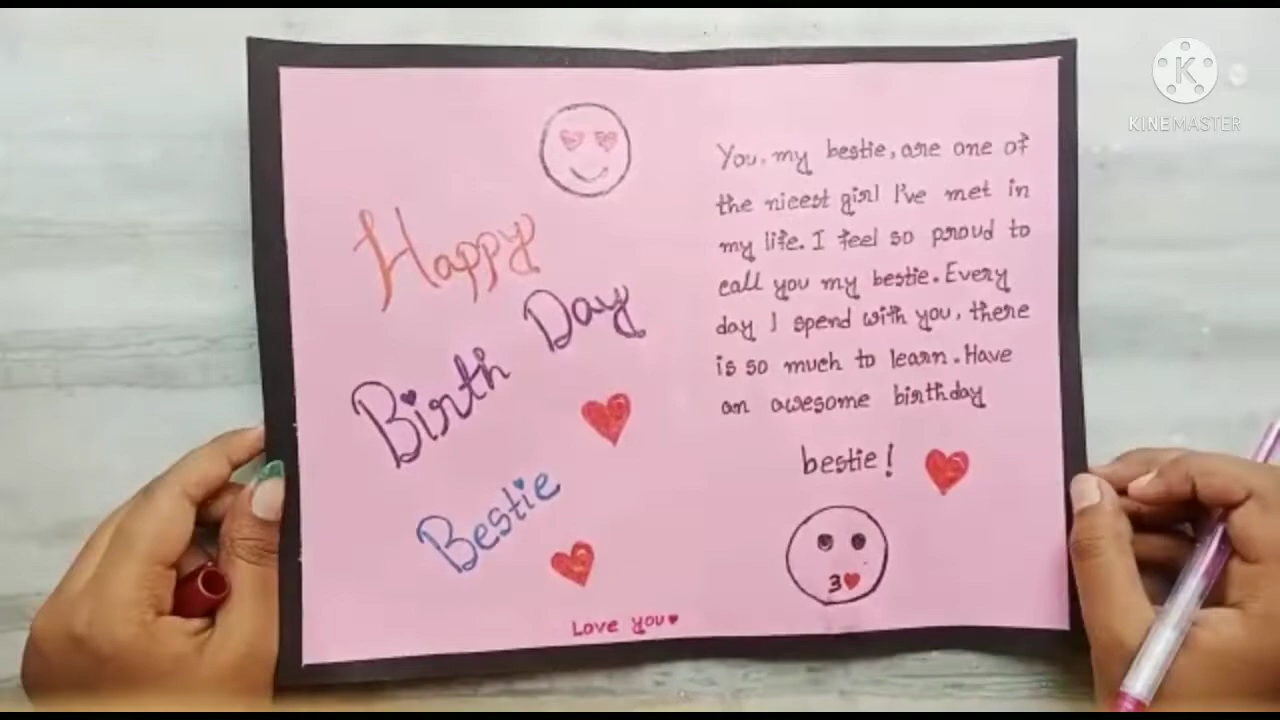 Happy
Birth Day
Bestie
Love you
You, my bestie, are one of
the nicest girl I've met in
my life. I feel so proud to
call you my bestie. Every
day I spend with you, there
is so much to learn. Have
an awesome birthday
bestie!
K
KINEMASTER